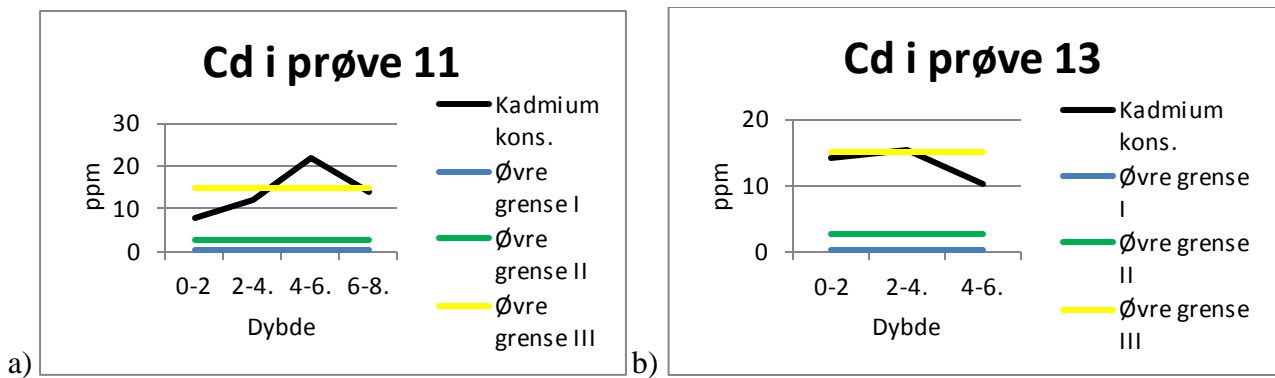 Cd i prøve 11
30
20
10
0
ppm
0-2 2-4. 4-6. 6-8.
Dybde
Kadmium
kons.
Øvre
grense I
Øvre
grense II
Øvre
grense III
a)
Cd i prøve 13
20
10
0
ppm
0-2 2-4. 4-6.
Dybde
Kadmium
kons.
Øvre grense
I
Øvre grense
II
Øvre grense
III
b)